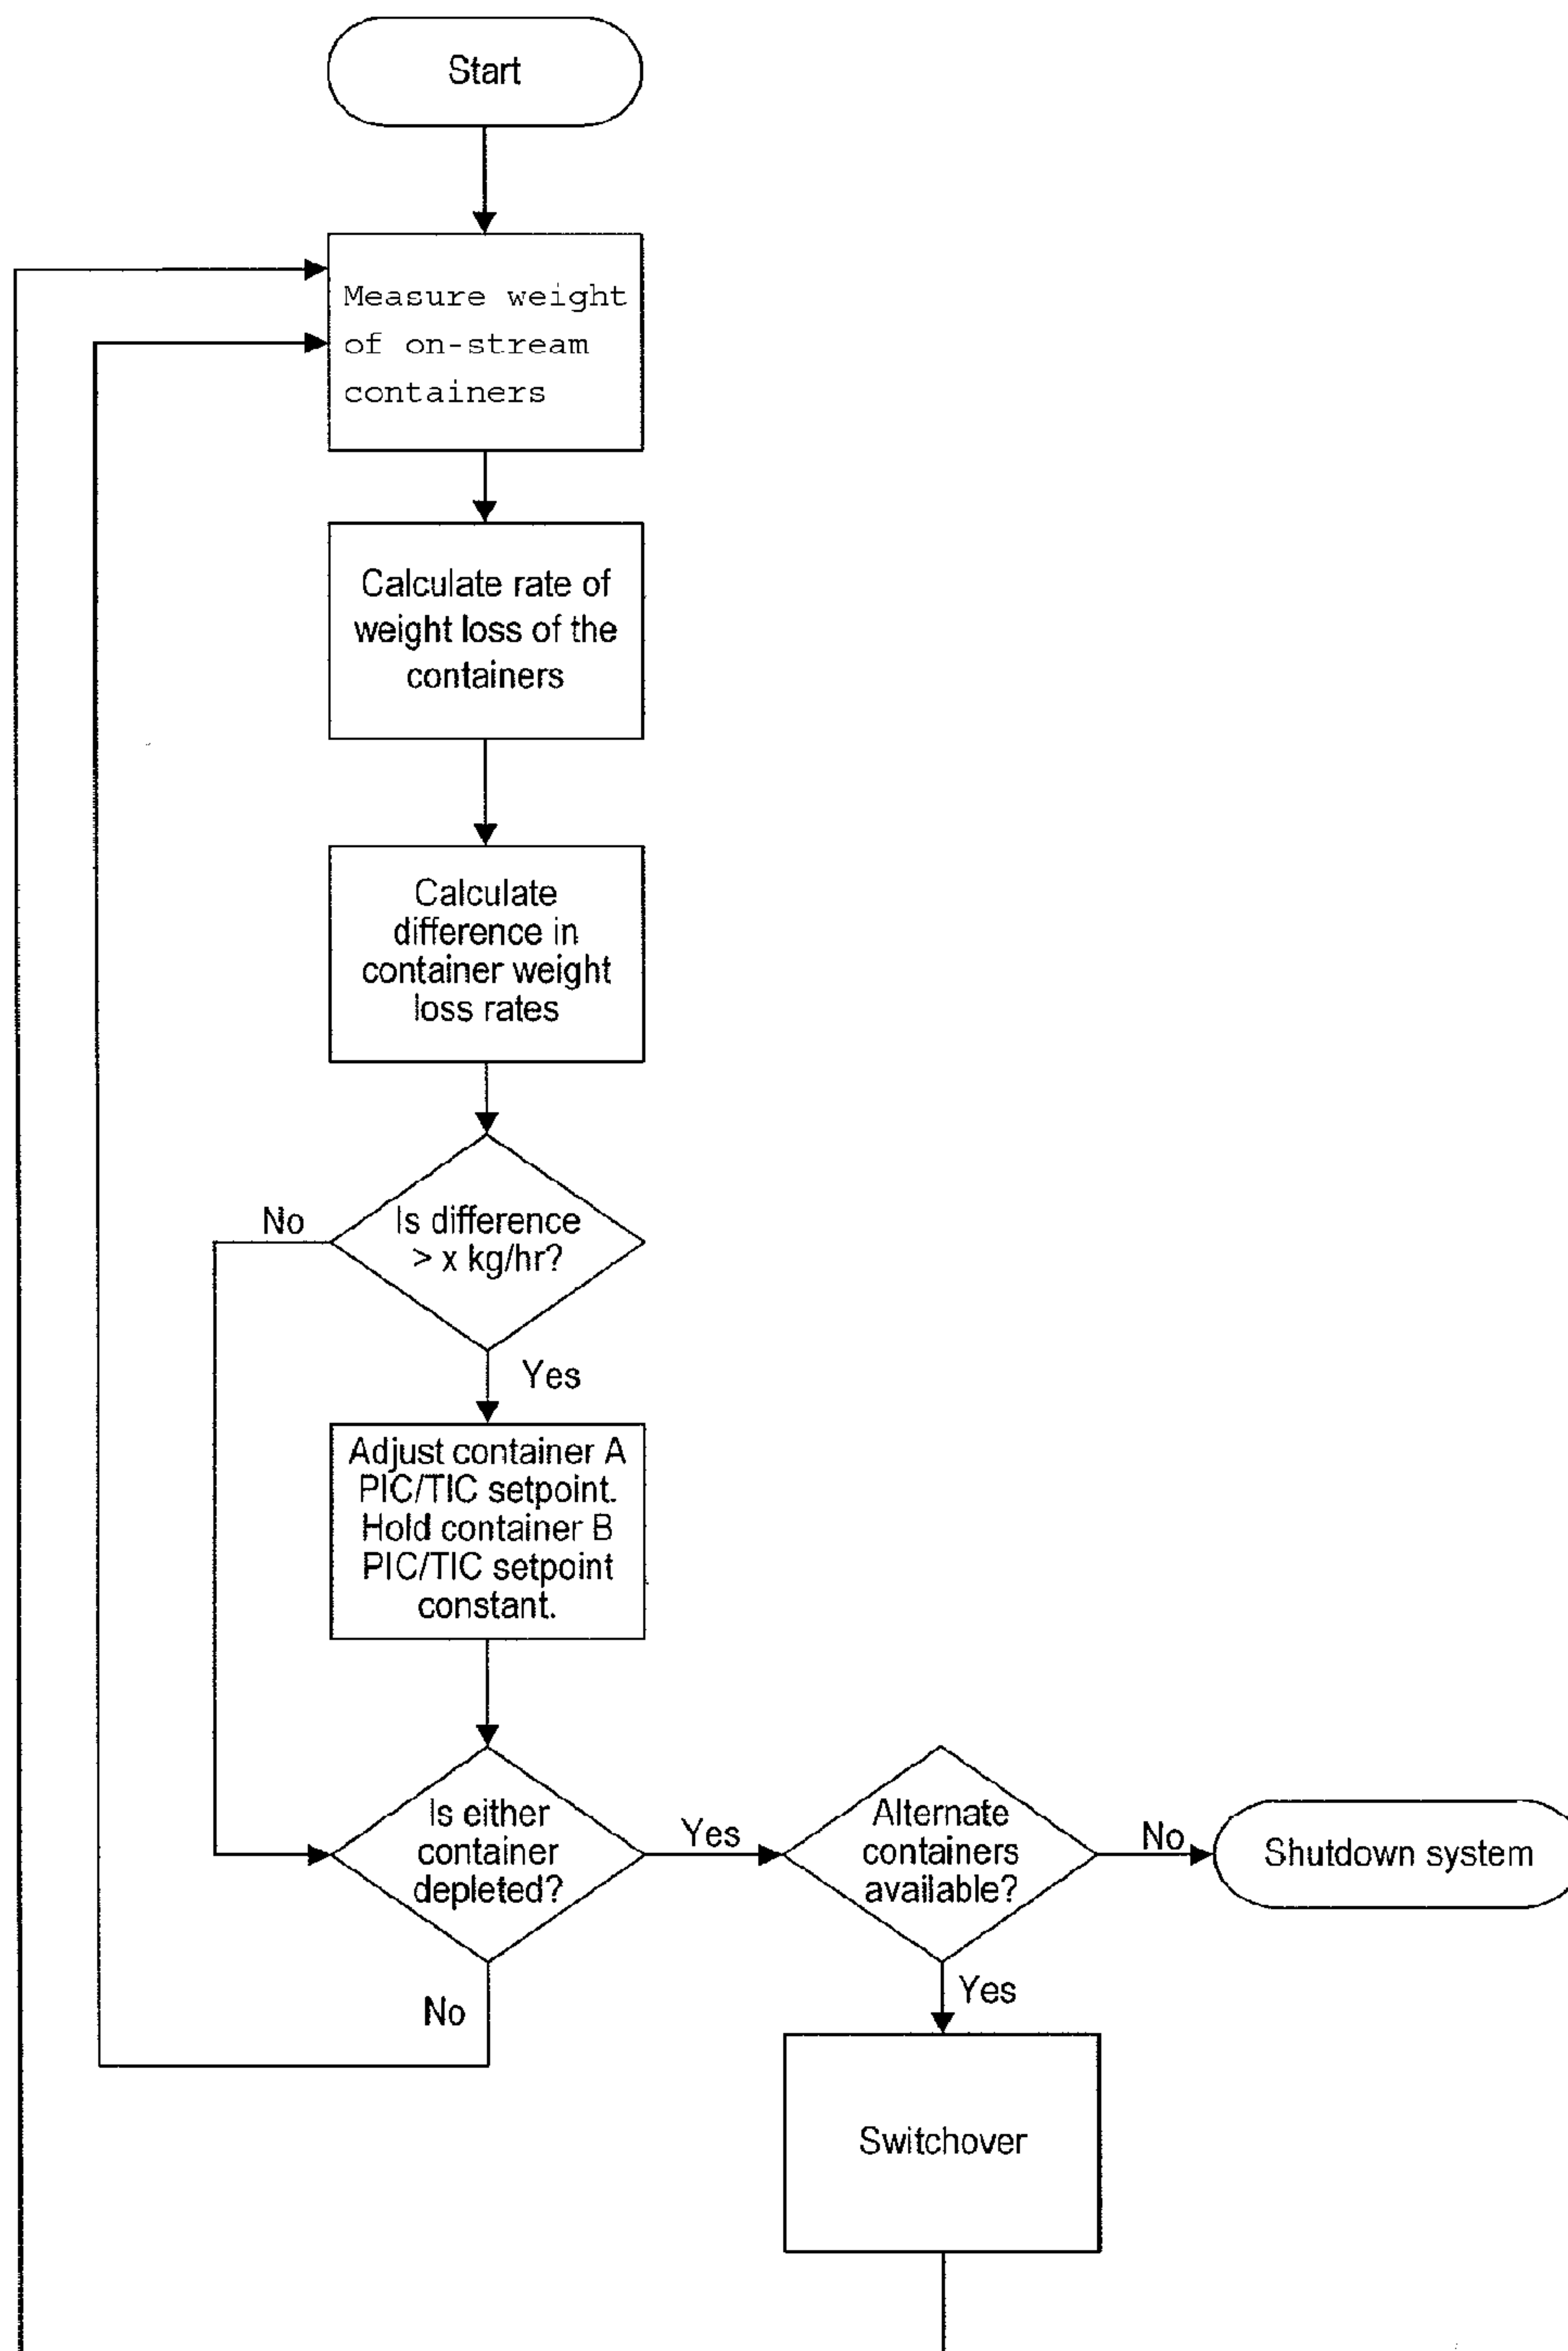 Start
Measure weight
of on-stream
containers
Calculate rate of
weight loss of the
containers
Calculate
difference in
container weight
loss rates
No
Is difference
> x kg/hr?
Yes
Adjust container A
PIC/TIC setpoint.
Hold container B
PIC/TIC setpoint
constant.
Is either
container
depleted?
Yes
Alternate
containers
available?
No
Shutdown system
No
Yes
Switchover